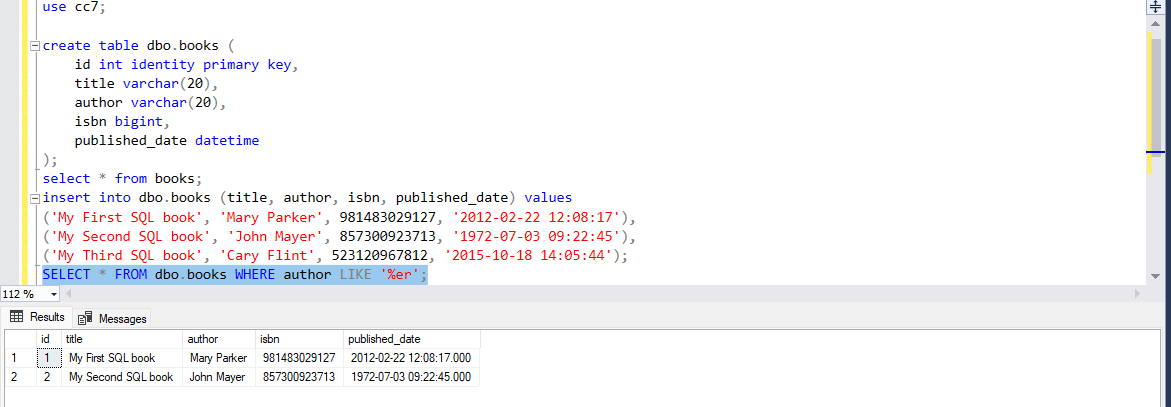 use cc7;
create table dbo.books (
id int identity primary key,
title varchar(20),
author varchar(20),
isbn bigint,
published_date datetime
);
select * from books;
insert into dbo.books (title, author, isbn, published_date) values
('My First SQL book', 'Mary Parker', 981483029127, '2012-02-22 12:08:17'),
('My Second SQL book', 'John Mayer', 857300923713, '1972-07-03 09:22:45'),
('My Third SQL book', 'Cary Flint', 523120967812, '2015-10-18 14:05:44');
SELECT * FROM dbo.books WHERE author LIKE '%er';
112 %
Results Messages
id title author isbn published_date
1 1 My First SQL book Mary Parker 981483029127 2012-02-22 12:08:17.000
2 2 My Second SQL book John Mayer 857300923713 1972-07-03 09:22:45.000